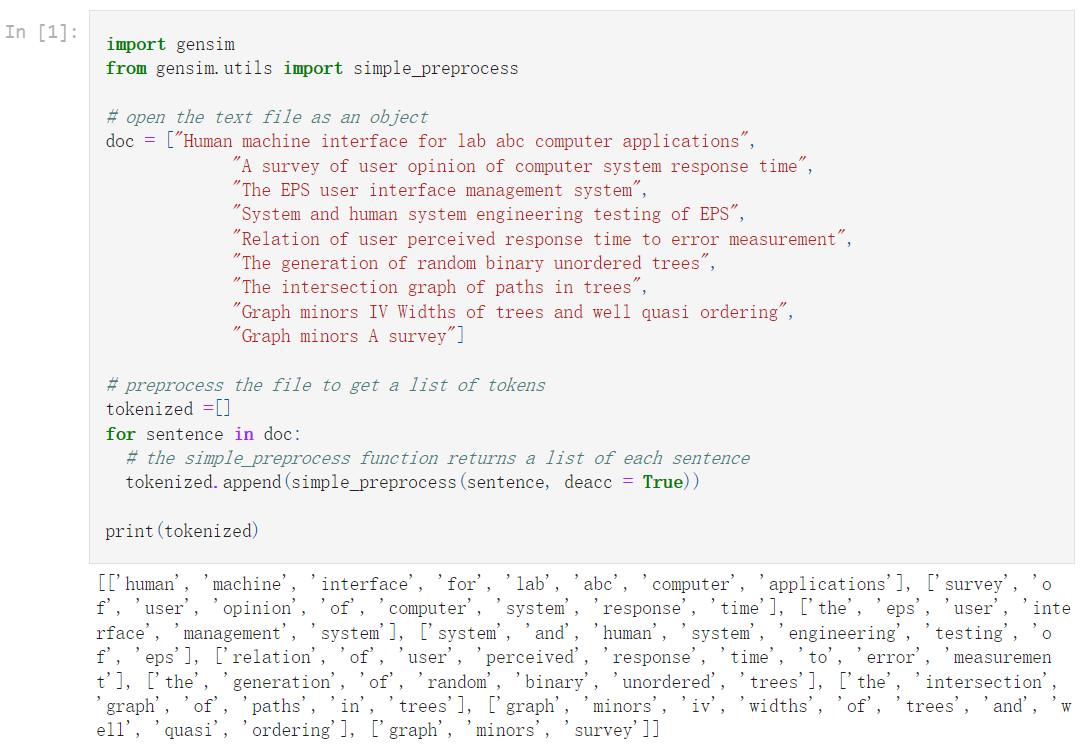 In [1]:
import gensim
from gensim.utils import simple_preprocess
# open the text file as an object
doc = ["Human machine interface for lab abc computer applications",
"A survey of user opinion of computer system response time",
"The EPS user interface management system",
"System and human system engineering testing of EPS",
"Relation of user perceived response time to error measurement",
"The generation of random binary unordered trees",
"The intersection graph of paths in trees",
"Graph minors IV Widths of trees and well quasi ordering",
"Graph minors A survey"]
# preprocess the file to get a list of tokens
tokenized =[]
for sentence in doc:
# the simple_preprocess function returns a list of each sentence
tokenized.append(simple_preprocess(sentence, deacc = True))
print(tokenized)
[['human', 'machine', 'interface', 'for', 'lab', 'abc', 'computer', 'applications'], ['survey', 'o
f', 'user', 'opinion', 'of', 'computer', 'system', 'response', 'time'], ['the', 'eps', 'user', 'inte
rface', 'management', 'system'], ['system', 'and', 'human', 'system', 'engineering', 'testing', 'o
f', 'eps'], ['relation', 'of', 'user', 'perceived', 'response', 'time', 'to', 'error', 'measuremen
t'], ['the', 'generation', 'of', 'random', 'binary', 'unordered', 'trees'], ['the', 'intersection',
'graph', 'of', 'paths', 'in', 'trees'], ['graph', 'minors', 'iv', 'widths', 'of', 'trees', 'and', 'w
ell', 'quasi', 'ordering'], ['graph', 'minors', 'survey']]